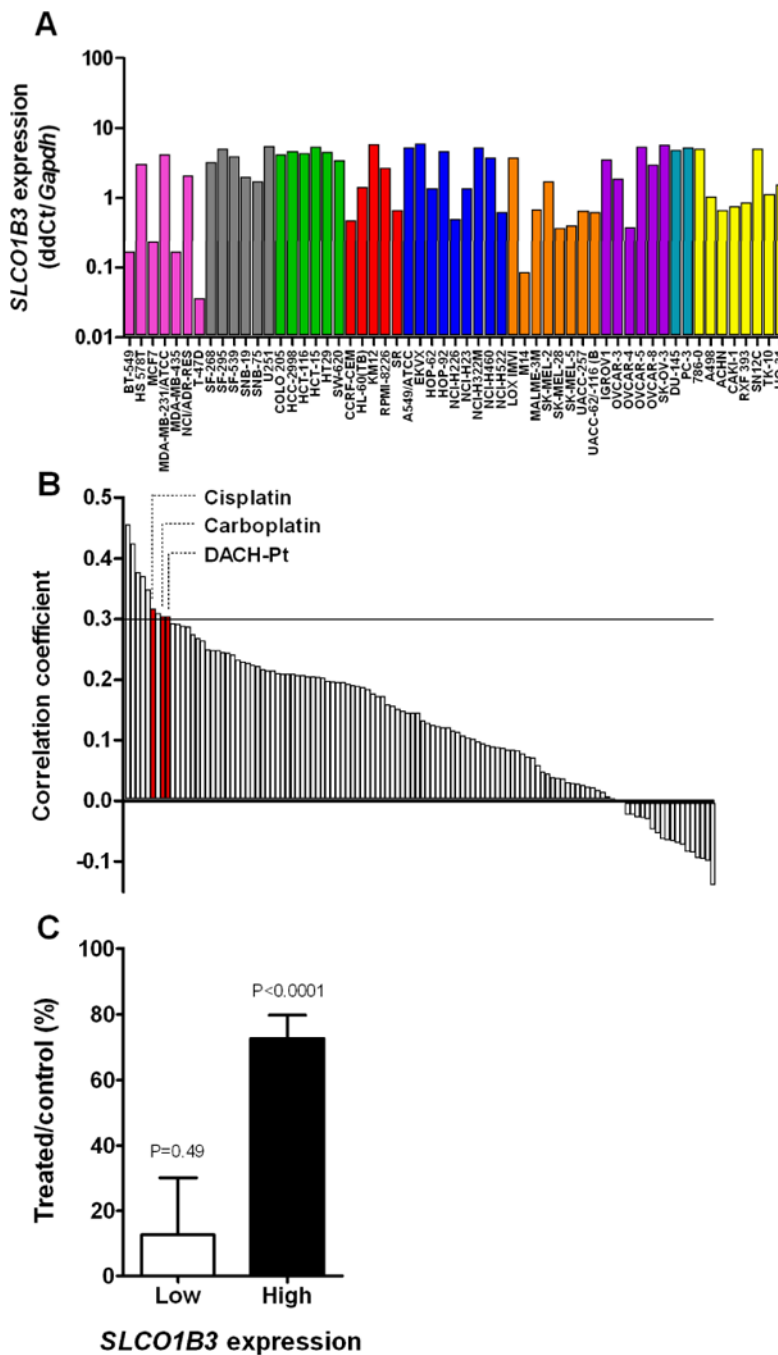 A
SLCO1B3 expression
(ddCt/Gapdh)
100
10
1
0.1
0.01
BT-549
HS 578T
MCF7
MDA-MB-231/ATCC
MDA-MB-435
NCI/ADR-RES
T-47D
SF-268
SF-295
SF-539
SNB-19
SNB-75
U251
COLO 205
HCC-2998
HCT-116
HCT-15
HT29
SW-620
CCRF-CEM
HL-60(TB)
KM12
RPMI-8226
SR
A549/ATCC
EKVX
HOP-62
HOP-92
NCI-H226
NCI-H23
NCI-H322M
NCI-H460
NCI-H522
LOX IMVI
M14
MALME-3M
SK-MEL-2
SK-MEL-28
SK-MEL-5
UACC-257
UACC-62/-116 (B
IGROV1
OVCAR-3
OVCAR-4
OVCAR-5
OVCAR-8
SK-OV-3
DU-145
PC-3
786-0
A498
ACHN
CAKI-1
RXF 393
SN12C
TK-10
B
Correlation coefficient
0.5
0.4
0.3
0.2
0.1
0.0
-0.1
Cisplatin
Carboplatin
DACH-Pt
C
Treated/control (%)
100
80
60
40
20
0
P=0.49
P<0.0001
Low
High
SLCO1B3 expression